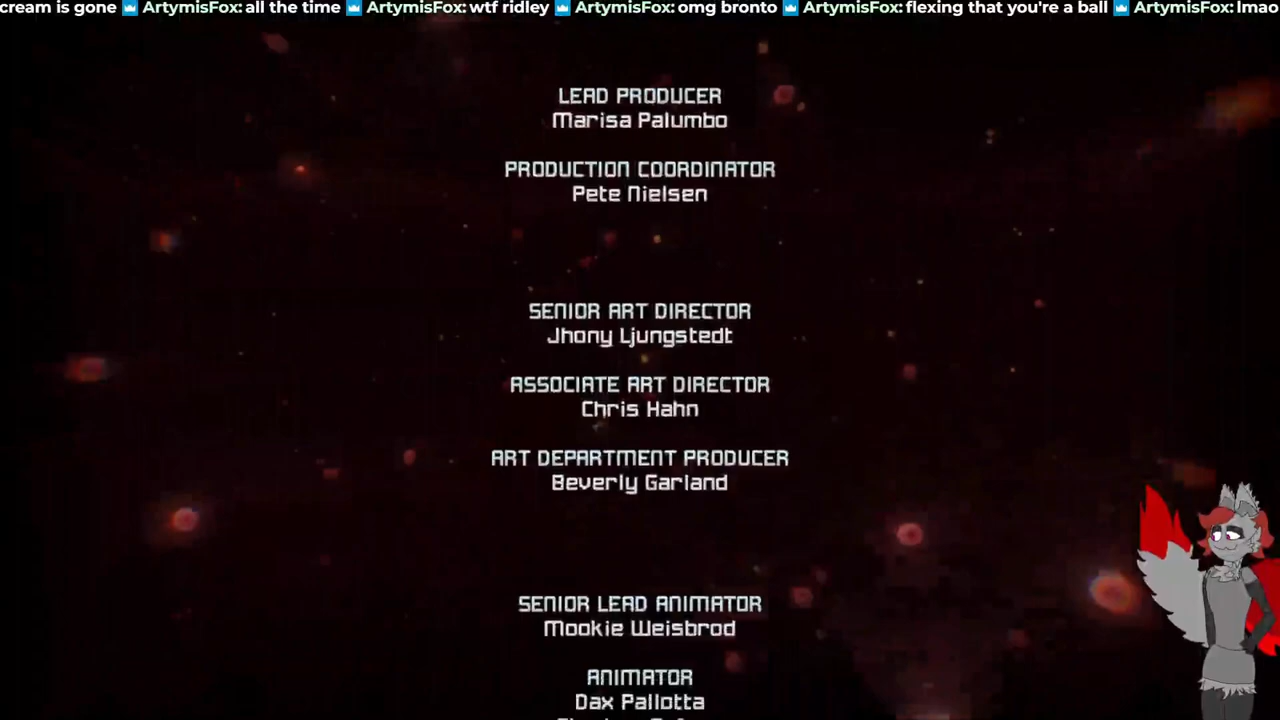 cream is gone ArtymisFox: all the time ArtymisFox: wtf ridley ArtymisFox: omg bronto ArtymisFox: flexing that you're a ball ArtymisFox: lmao
LEAD PRODUCER
Marisa Palumbo
PRODUCTION COORDINATOR
Pete Nielsen
SENIOR ART DIRECTOR
Jhony Ljungstedt
ASSOCIATE ART DIRECTOR
Chris Hahn
ART DEPARTMENT PRODUCER
Beverly Garland
SENIOR LEAD ANIMATOR
Mookie Weisbrod
ANIMATOR
Dax Pallotta